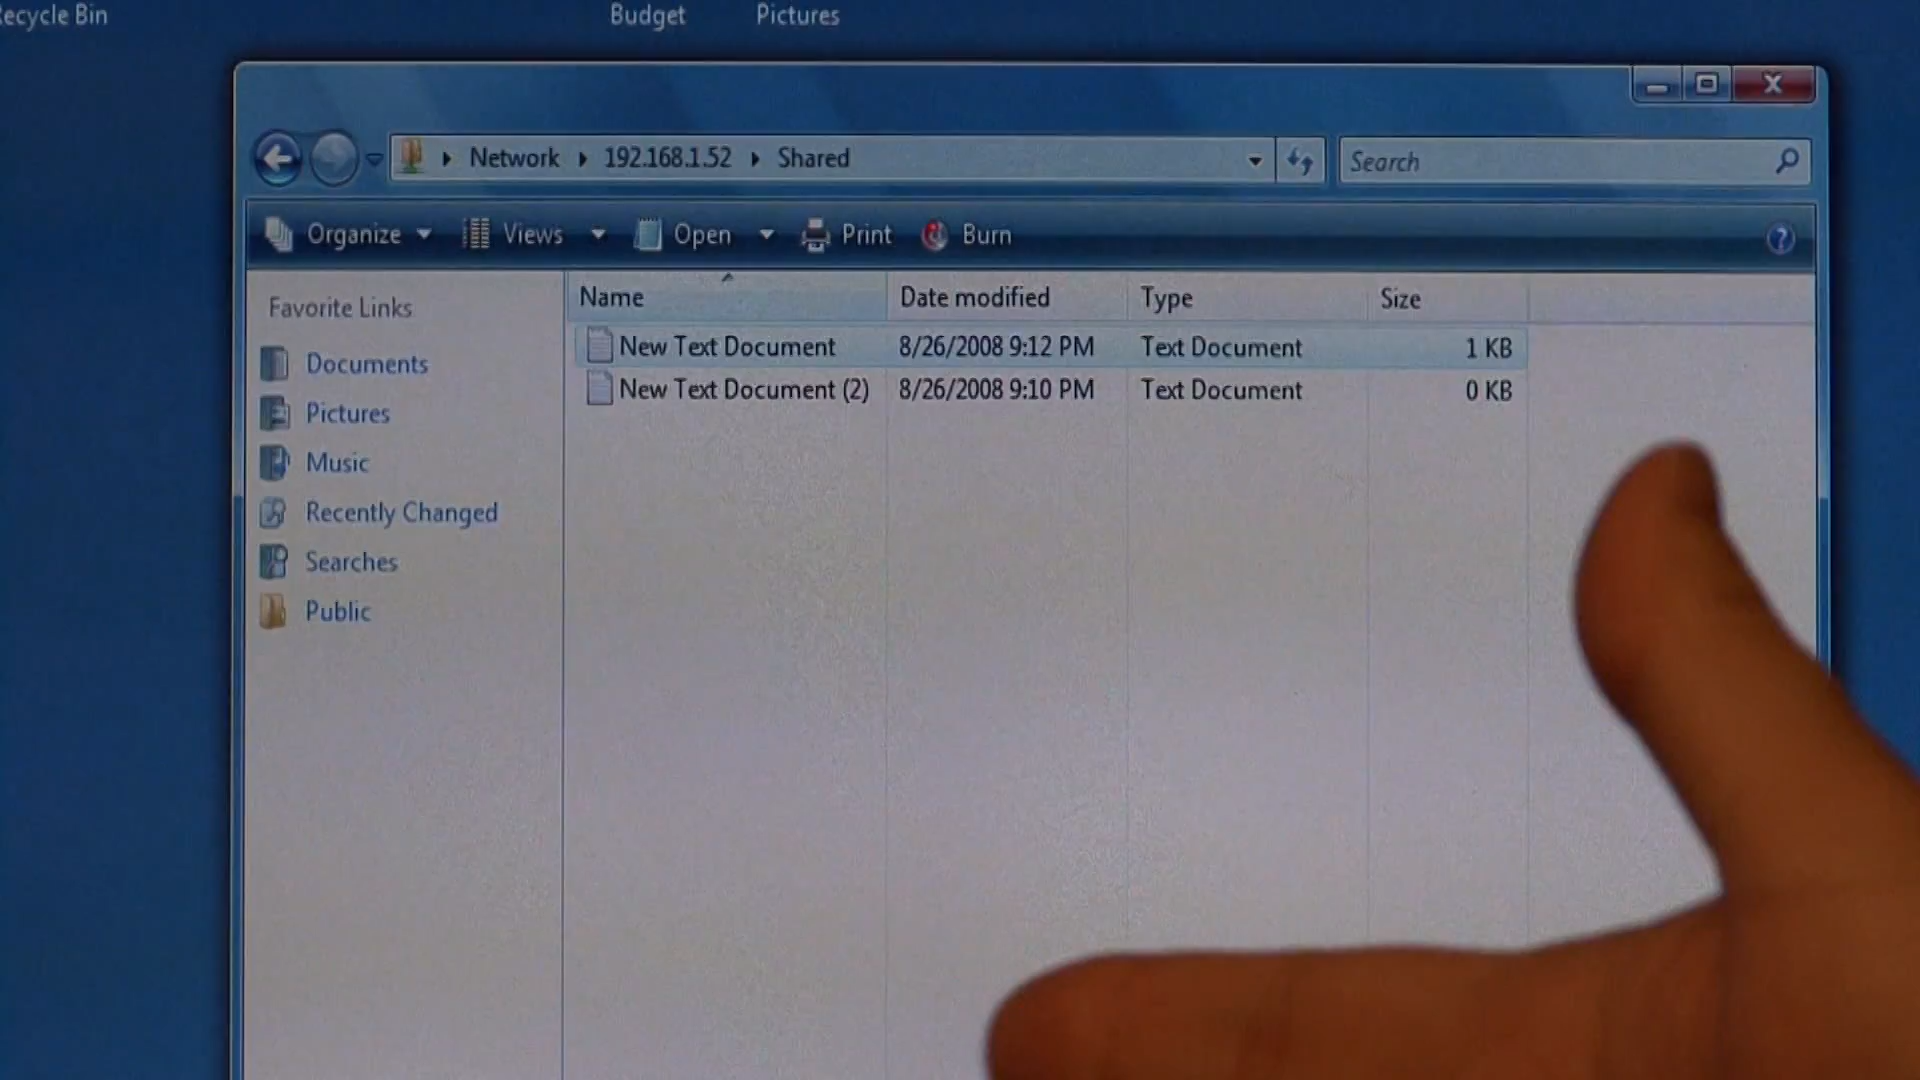 Recycle Bin Budget Pictures
Network 192.168.1.52 Shared Search
Organize Views Open Print Burn
Favorite Links
Documents
Pictures
Music
Recently Changed
Searches
Public
Name Date modified Type Size
New Text Document 8/26/2008 9:12 PM Text Document 1 KB
New Text Document (2) 8/26/2008 9:10 PM Text Document 0 KB